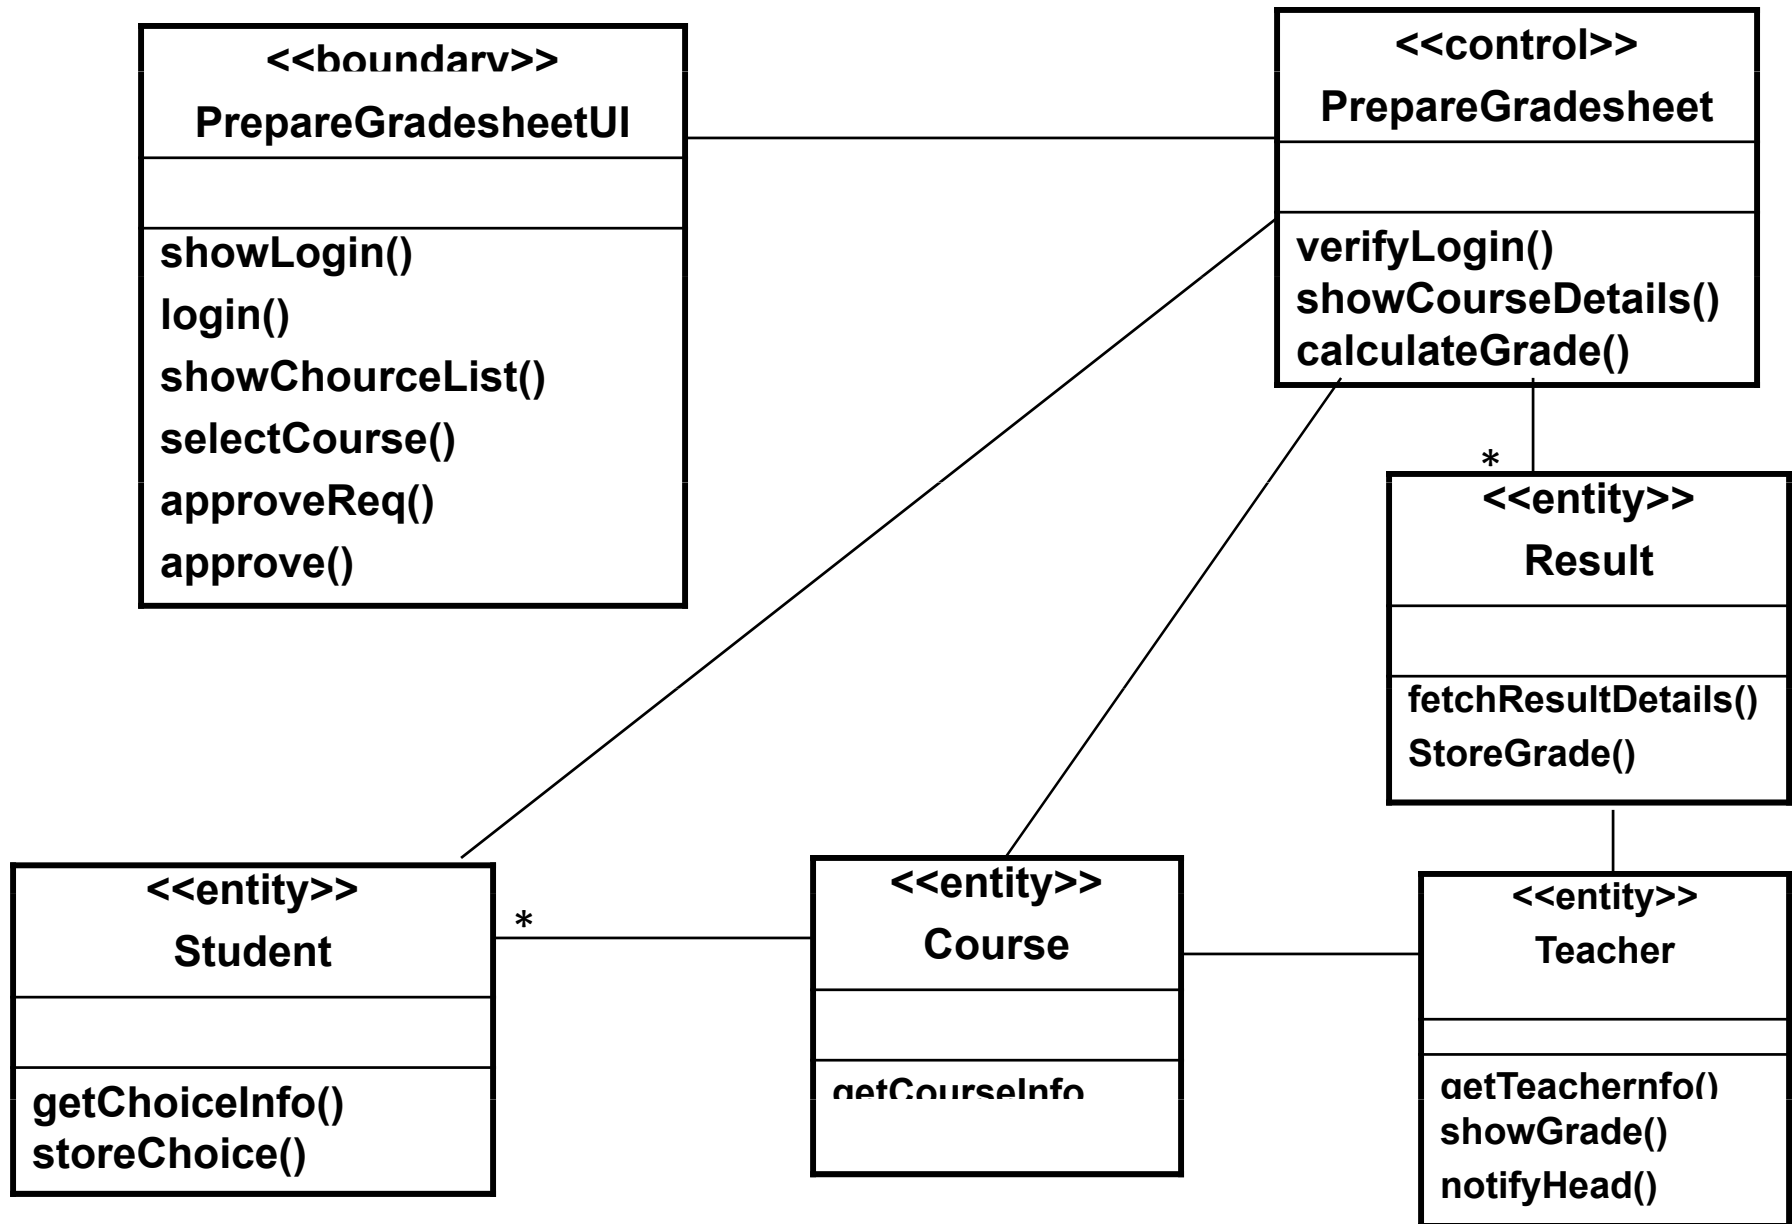 <<boundary>>
PrepareGradesheetUI
showLogin()
login()
showChourceList()
selectCourse()
approveReq()
approve()
<<control>>
PrepareGradesheet
verifyLogin()
showCourseDetails()
calculateGrade()
*
<<entity>>
Result
fetchResultDetails()
StoreGrade()
<<entity>>
Student
getChoiceInfo()
storeChoice()
*
<<entity>>
Course
getCourseInfo
<<entity>>
Teacher
getTeachernfo()
showGrade()
notifyHead()